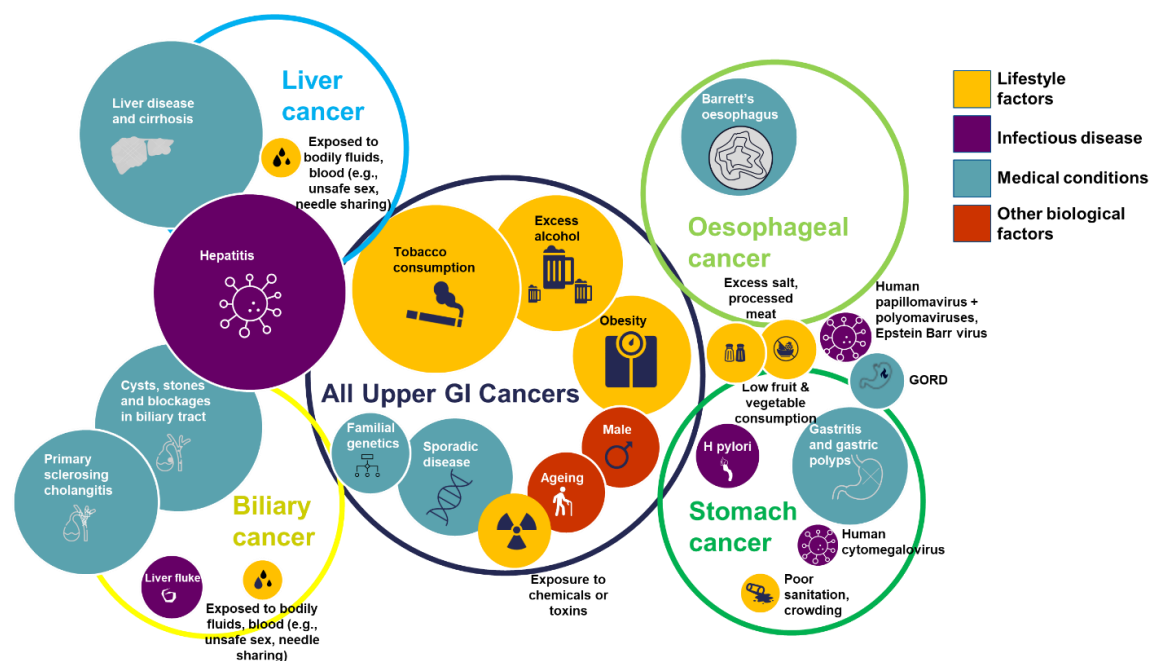 Liver
cancer
Liver disease
and cirrhosis
Exposed to
bodily fluids,
blood (e.g.,
unsafe sex,
needle sharing)
Hepatitis
Cysts, stones
and blockages
in biliary tract
Primary
sclerosing
cholangitis
Biliary
cancer
Liver fluke
Exposed to bodily
fluids, blood (e.g.,
unsafe sex, needle
sharing)
Tobacco
consumption
Excess
alcohol
Obesity
All Upper GI Cancers
Familial
genetics
Sporadic
disease
Male
Ageing
Exposure to
chemicals or
toxins
Barrett's
oesophagus
Oesophageal
cancer
Excess salt,
processed
meat
Human
papillomavirus +
polyomaviruses,
Epstein Barr virus
GORD
Low fruit &
vegetable
consumption
H pylori
Gastritis
and gastric
polyps
Stomach
cancer
Human
cytomegalovirus
Poor
sanitation,
crowding
Lifestyle
factors
Infectious disease
Medical conditions
Other biological
factors